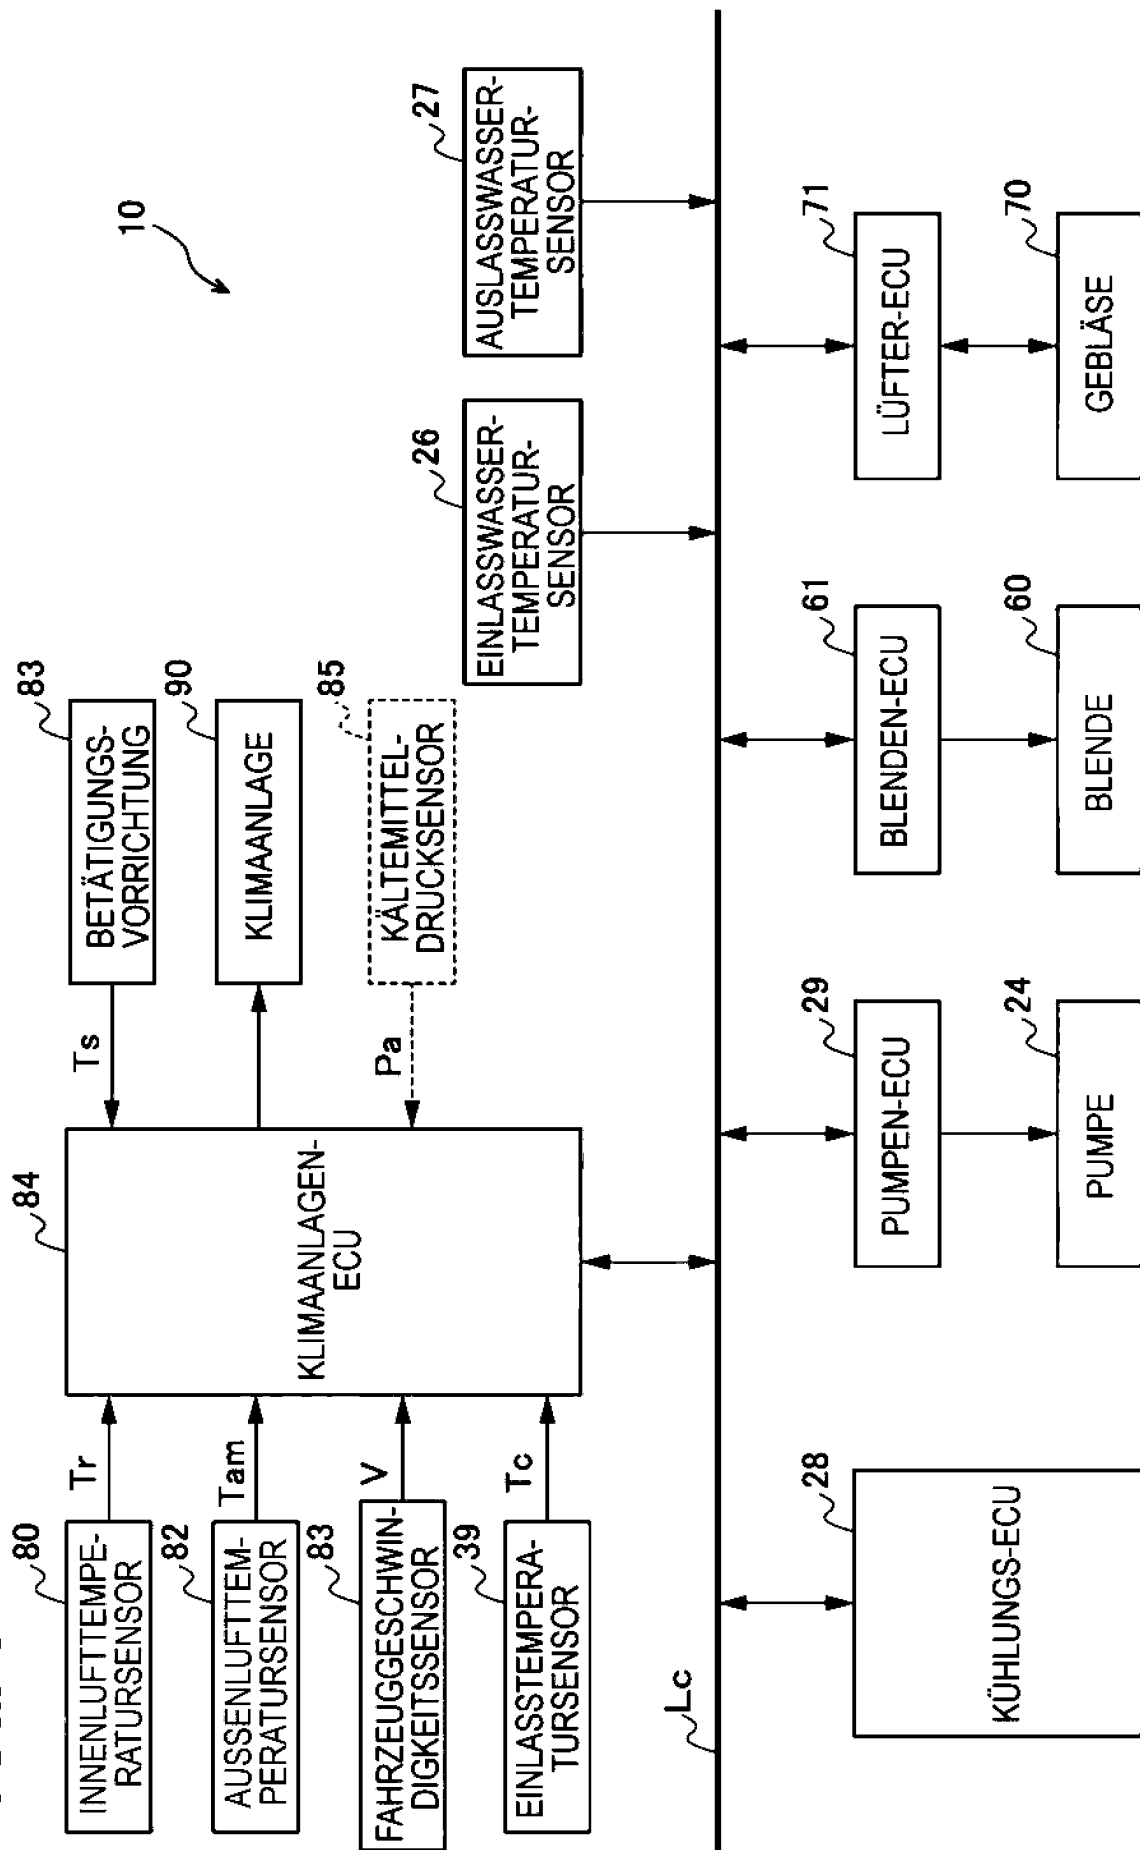 10
80
INNENLUFTTEMPE-
RATURSENSOR
Tr
82
AUSSENLUFTTEM-
PERATURSENSOR
Tam
83
FAHRZEUGGESCHWIN-
DIGKEITSSENSOR
V
39
EINLASSTEMPERA-
TURSENSOR
Tc
84
KLIMAANLAGEN-
ECU
Ts
83
BETÄTIGUNGS-
VORRICHTUNG
90
KLIMAANLAGE
Pa
85
KÄLTEMITTEL-
DRUCKSENSOR
26
EINLASSWASSER-
TEMPERATUR-
SENSOR
27
AUSLASSWASSER-
TEMPERATUR-
SENSOR
Lc
28
KÜHLUNGS-ECU
29
PUMPEN-ECU
24
PUMPE
61
BLENDEN-ECU
60
BLENDE
71
LÜFTER-ECU
70
GEBLÄSE